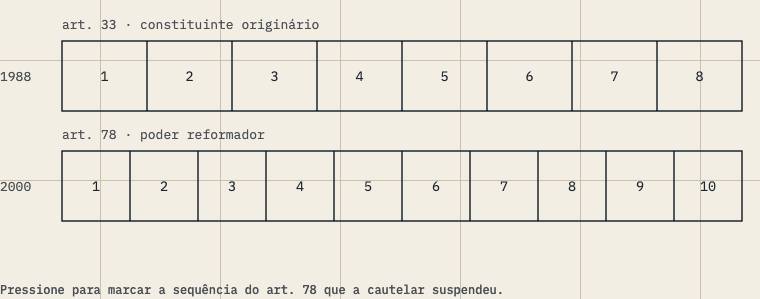 art. 33 · constituinte originário
1988 1 2 3 4 5 6 7 8
art. 78 · poder reformador
2000 1 2 3 4 5 6 7 8 9 10
Pressione para marcar a sequência do art. 78 que a cautelar suspendeu.